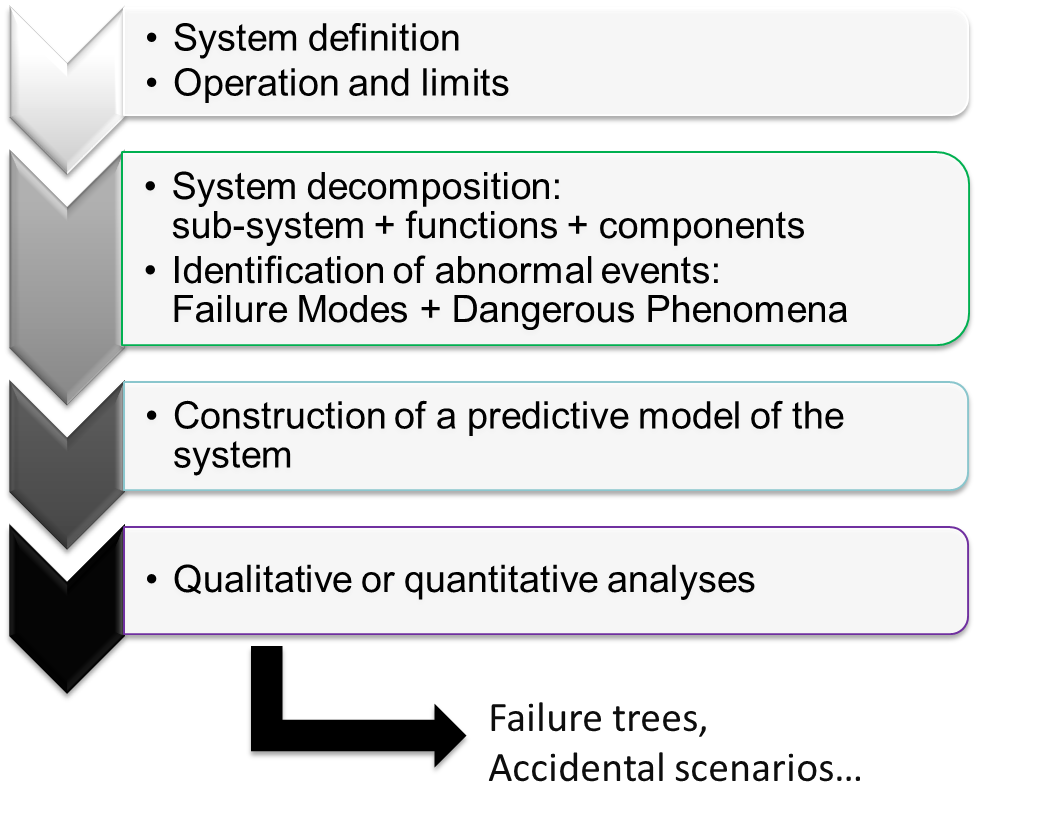 • System definition
• Operation and limits
• System decomposition:
sub-system + functions + components
• Identification of abnormal events:
Failure Modes + Dangerous Phenomena
• Construction of a predictive model of the
system
• Qualitative or quantitative analyses
Failure trees,
Accidental scenarios…